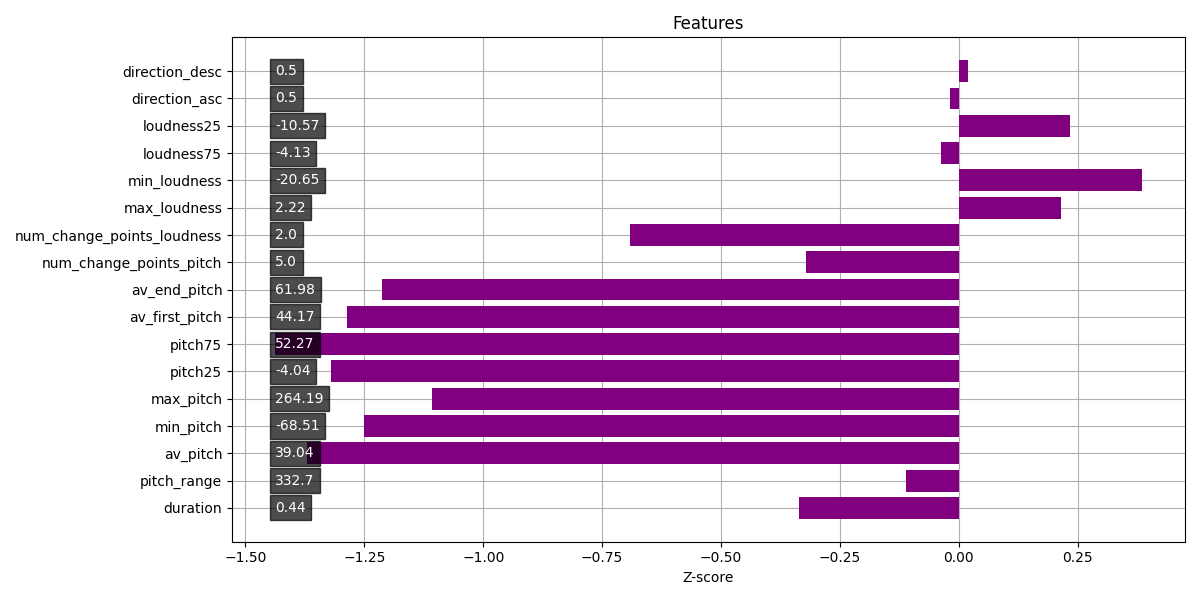 Features
direction_desc 0.5
direction_asc 0.5
loudness25 -10.57
loudness75 -4.13
min_loudness -20.65
max_loudness 2.22
num_change_points_loudness 2.0
num_change_points_pitch 5.0
av_end_pitch 61.98
av_first_pitch 44.17
pitch75 52.27
pitch25 -4.04
max_pitch 264.19
min_pitch -68.51
av_pitch 39.04
pitch_range 332.7
duration 0.44
−1.50 −1.25 −1.00 −0.75 −0.50 −0.25 0.00 0.25
Z-score